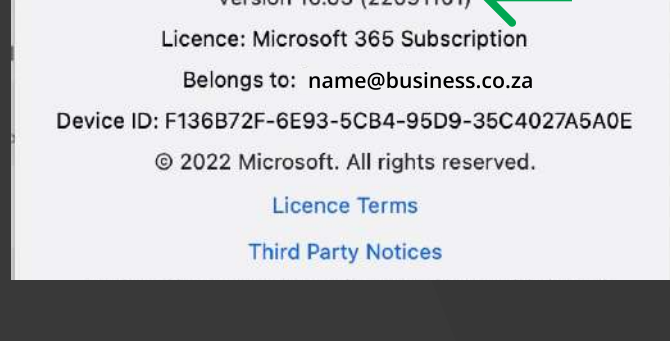 Licence: Microsoft 365 Subscription
Belongs to: name@business.co.za
Device ID: F136B72F-6E93-5CB4-95D9-35C4027A5A0E
© 2022 Microsoft. All rights reserved.
Licence Terms
Third Party Notices